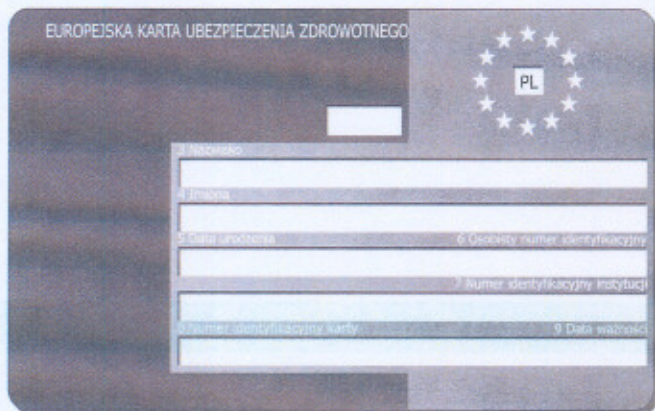 EUROPEJSKA KARTA UBEZPIECZENIA ZDROWOTNEGO
PL
3 Nazwisko
4 Imiona
5 Data urodzenia 6 Osobisty numer identyfikacyjny
7 Numer identyfikacyjny instytucji
8 Numer identyfikacyjny karty 9 Data ważności